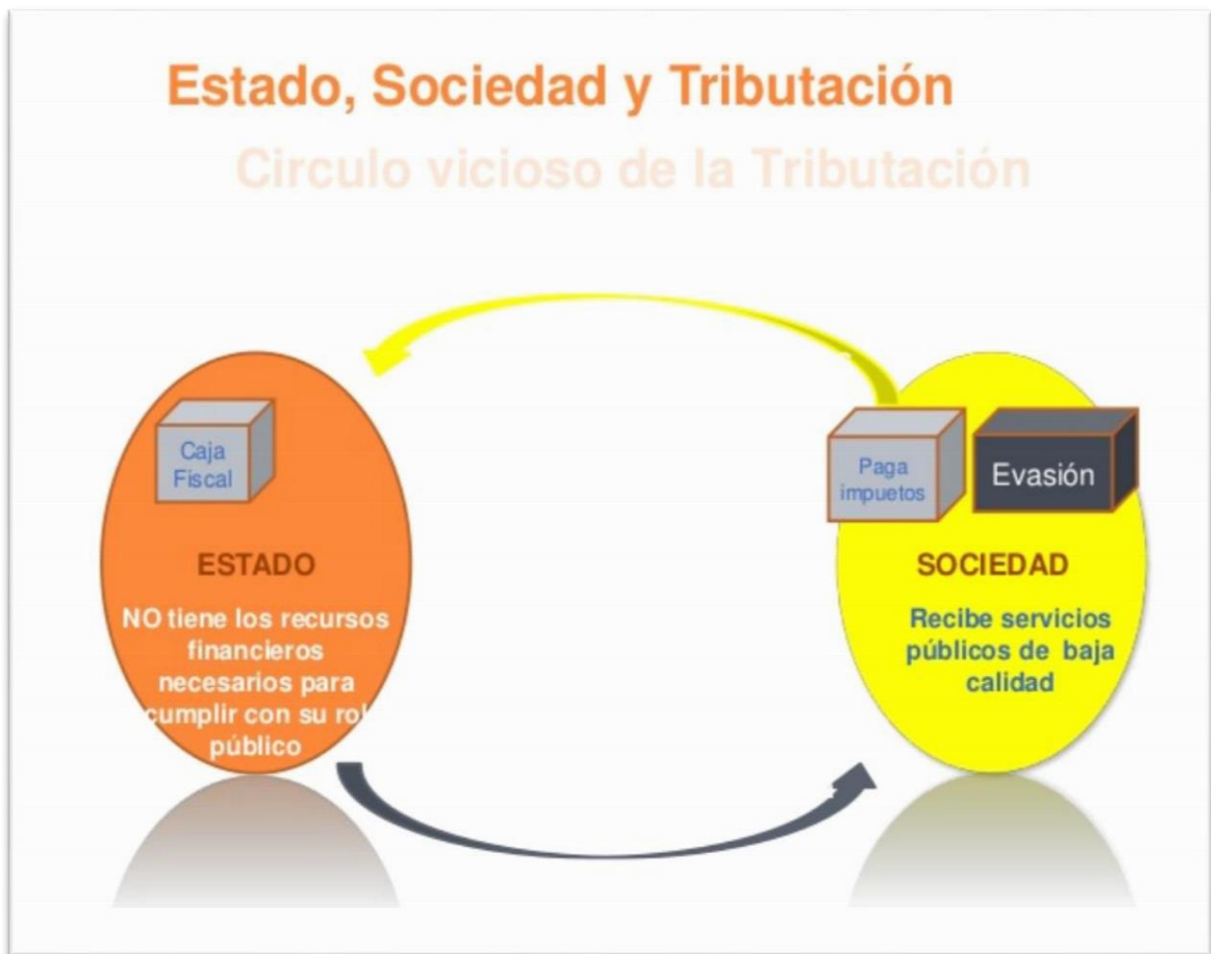 Estado, Sociedad y Tributación
Circulo vicioso de la Tributación
Caja
Fiscal
ESTADO
NO tiene los recursos
financieros
necesarios para
cumplir con su rol
público
Paga
impuetos
Evasión
SOCIEDAD
Recibe servicios
públicos de baja
calidad